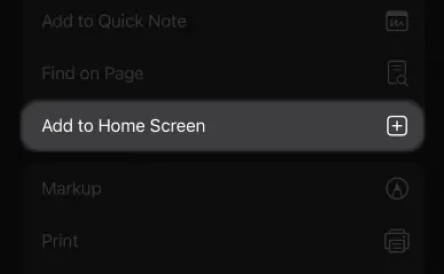 Add to Quick Note
Find on Page
Add to Home Screen
Markup
Print